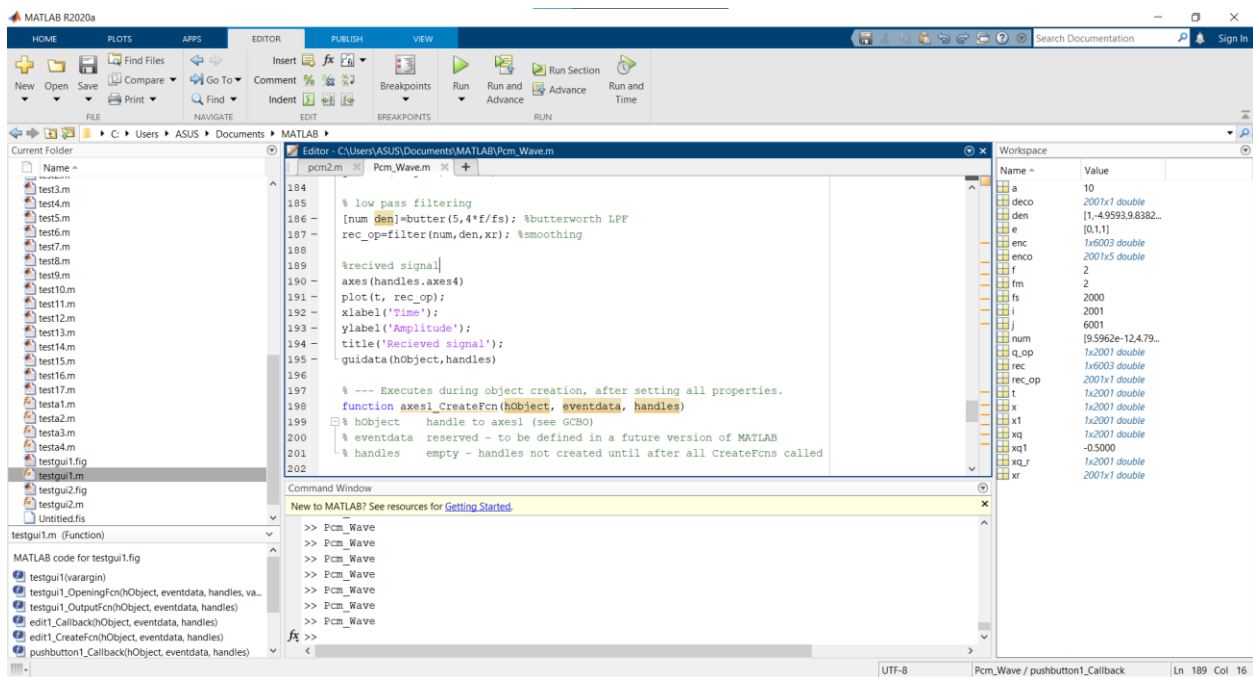 MATLAB R2020a
HOME PLOTS APPS EDITOR PUBLISH VIEW
Search Documentation Sign In
New Open Save
Find Files
Compare
Print
Go To
Find
Insert fx
Comment %
Indent
Breakpoints
Run
Run and Advance
Run Section
Advance
Run and Time
FILE NAVIGATE EDIT BREAKPOINTS RUN
C: Users ASUS Documents MATLAB
Current Folder
Name
test3.m
test4.m
test5.m
test6.m
test7.m
test8.m
test9.m
test10.m
test11.m
test12.m
test13.m
test14.m
test15.m
test16.m
test17.m
testa1.m
testa2.m
testa3.m
testa4.m
testgui1.fig
testgui1.m
testgui2.fig
testgui2.m
Untitled.fis
testgui1.m (Function)
MATLAB code for testgui1.fig
testgui1(varargin)
testgui1_OpeningFcn(hObject, eventdata, handles, va...
testgui1_OutputFcn(hObject, eventdata, handles)
edit1_Callback(hObject, eventdata, handles)
edit1_CreateFcn(hObject, eventdata, handles)
pushbutton1_Callback(hObject, eventdata, handles)
Editor - C:\Users\ASUS\Documents\MATLAB\Pcm_Wave.m
pcm2.m Pcm_Wave.m
184
185 % low pass filtering
186 – [num den]=butter(5,4*f/fs); %butterworth LPF
187 – rec_op=filter(num,den,xr); %smoothing
188
189 %recived signal
190 – axes(handles.axes4)
191 – plot(t, rec_op);
192 – xlabel('Time');
193 – ylabel('Amplitude');
194 – title('Recieved signal');
195 – guidata(hObject,handles)
196
197 % --- Executes during object creation, after setting all properties.
198 function axes1_CreateFcn(hObject, eventdata, handles)
199 % hObject    handle to axes1 (see GCBO)
200 % eventdata  reserved - to be defined in a future version of MATLAB
201 % handles    empty - handles not created until after all CreateFcns called
202
Command Window
New to MATLAB? See resources for Getting Started.
>> Pcm_Wave
>> Pcm_Wave
>> Pcm_Wave
>> Pcm_Wave
>> Pcm_Wave
>> Pcm_Wave
>> Pcm_Wave
fx >>
Workspace
Name Value
a 10
deco 2001x1 double
den [1,-4.9593,9.8382...
e [0,1,1]
enc 1x6003 double
enco 2001x5 double
f 2
fm 2
fs 2000
i 2001
j 6001
num [9.5962e-12,4.79...
q_op 1x2001 double
rec 1x6003 double
rec_op 2001x1 double
t 1x2001 double
x 1x2001 double
x1 1x2001 double
xq 1x2001 double
xq1 -0.5000
xq_r 1x2001 double
xr 2001x1 double
UTF-8 Pcm_Wave / pushbutton1_Callback Ln 189 Col 16